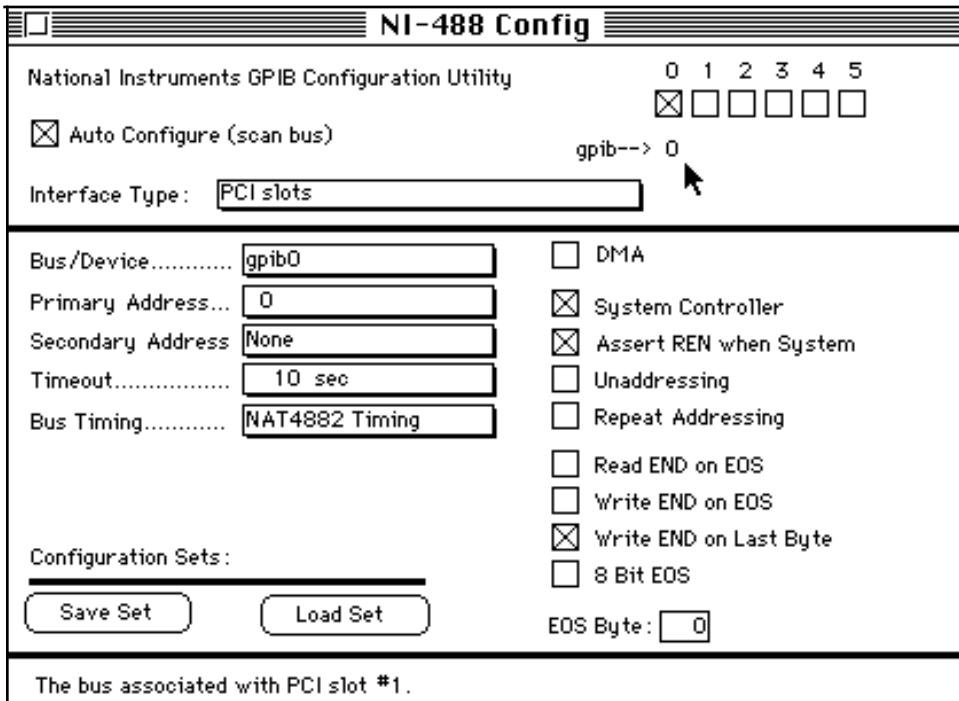 NI-488 Config
National Instruments GPIB Configuration Utility
0 1 2 3 4 5
Auto Configure (scan bus)
gpib--> 0
Interface Type: PCI slots
Bus/Device............ gpib0
Primary Address... 0
Secondary Address None
Timeout................. 10 sec
Bus Timing............ NAT4882 Timing
DMA
System Controller
Assert REN when System
Unaddressing
Repeat Addressing
Read END on EOS
Write END on EOS
Write END on Last Byte
8 Bit EOS
Configuration Sets:
Save Set
Load Set
EOS Byte: 0
The bus associated with PCI slot #1.